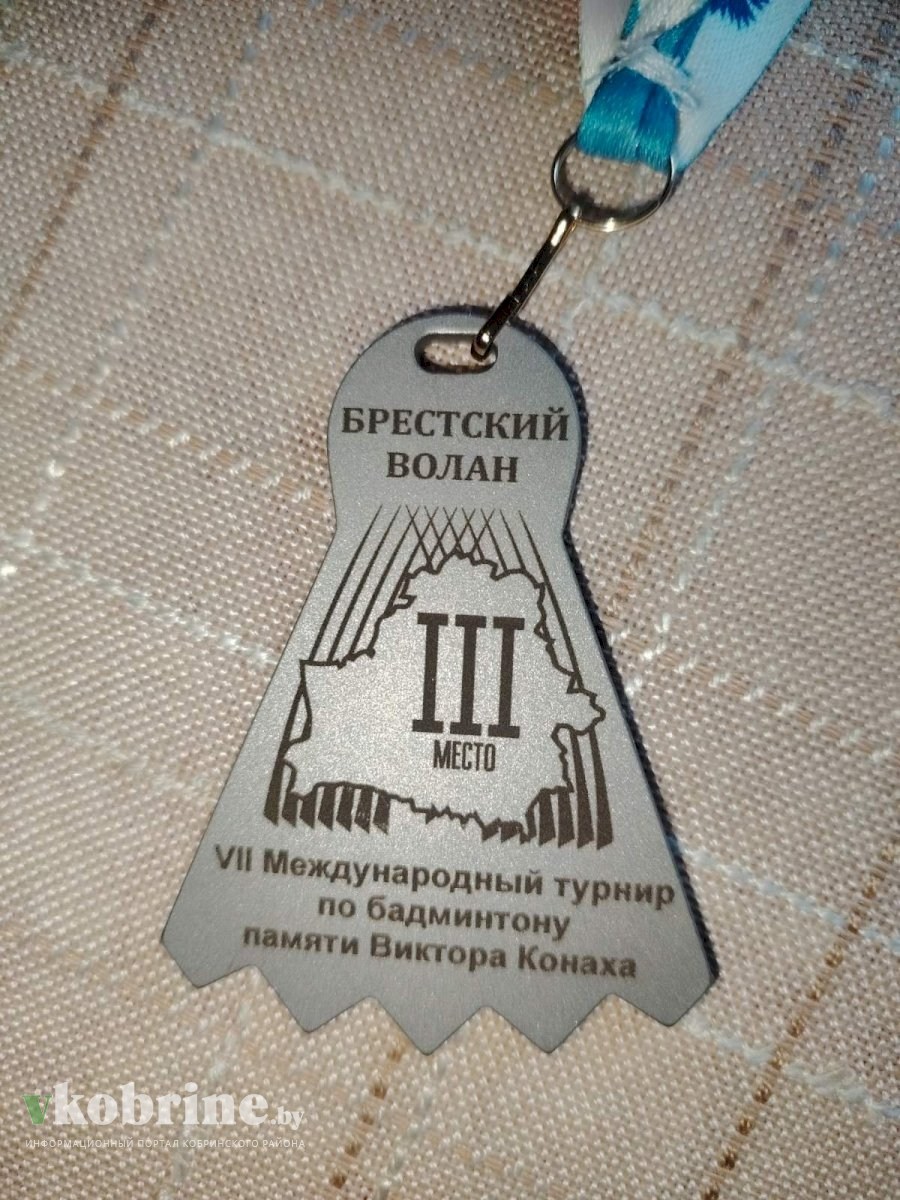 БРЕСТСКИЙ
ВОЛАН
III
МЕСТО
VII Международный турнир
по бадминтону
памяти Виктора Конаха
vkobrine.by
ИНФОРМАЦИОННЫЙ ПОРТАЛ КОБРИНСКОГО РАЙОНА